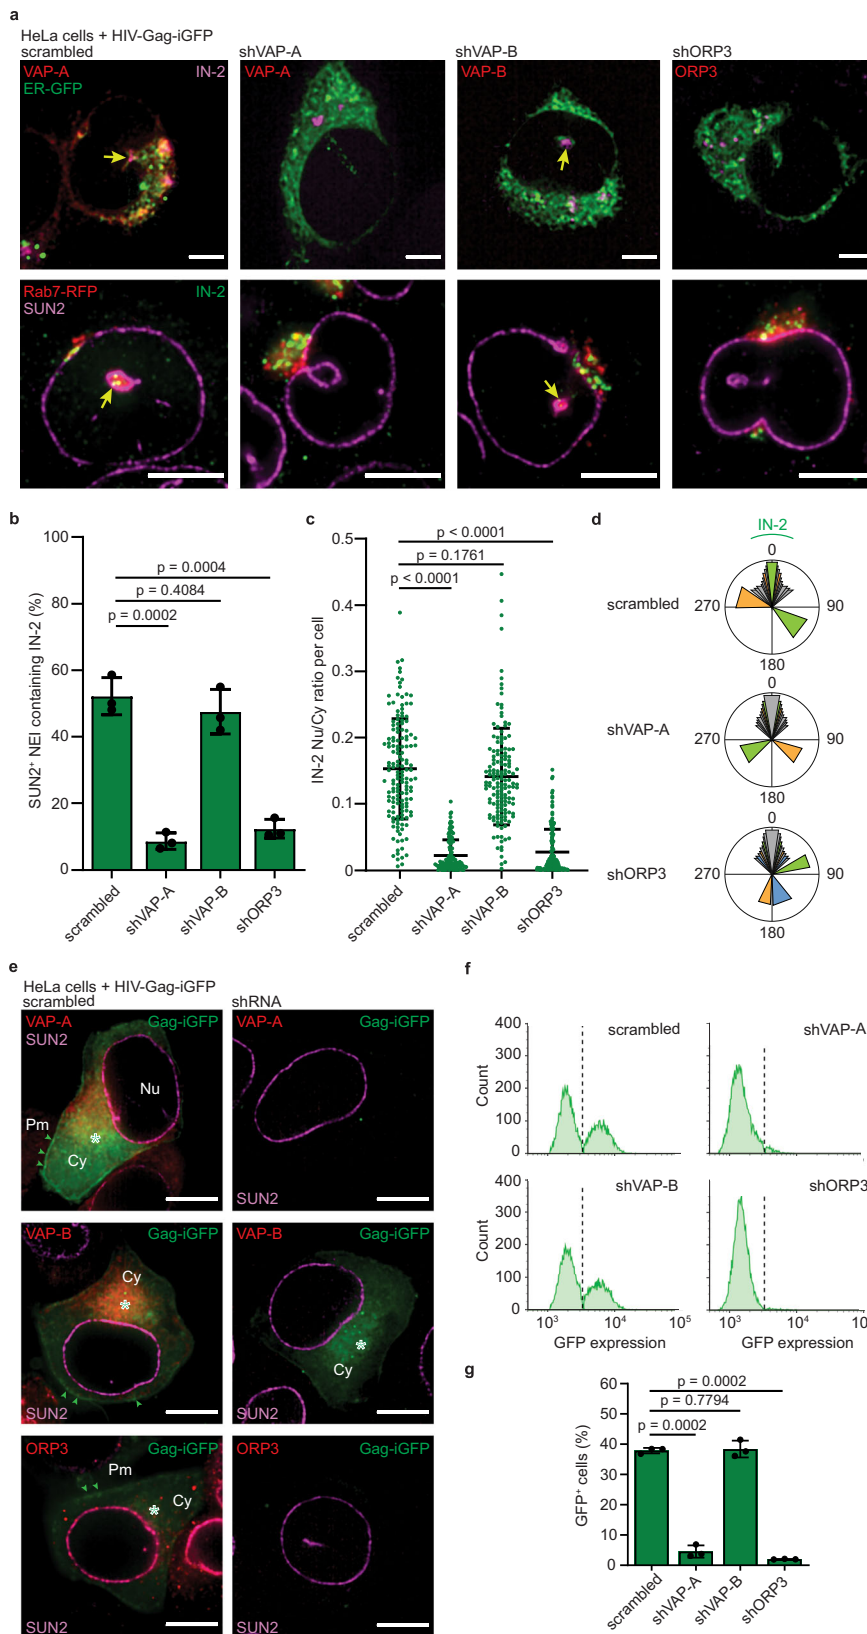 a
HeLa cells + HIV-Gag-iGFP
scrambled
shVAP-A
shVAP-B
shORP3
VAP-A
IN-2
ER-GFP
VAP-A
VAP-B
ORP3
Rab7-RFP
IN-2
SUN2
b
SUN2⁺ NEI containing IN-2 (%)
100
80
60
40
20
0
p = 0.0004
p = 0.4084
p = 0.0002
scrambled
shVAP-A
shVAP-B
shORP3
c
IN-2 Nu/Cy ratio per cell
0.5
0.4
0.3
0.2
0.1
0
p < 0.0001
p = 0.1761
p < 0.0001
scrambled
shVAP-A
shVAP-B
shORP3
d
IN-2
0
scrambled
270
90
180
0
shVAP-A
270
90
180
0
shORP3
270
90
180
e
HeLa cells + HIV-Gag-iGFP
scrambled
shRNA
VAP-A
Gag-iGFP
SUN2
Nu
Pm
Cy
VAP-A
Gag-iGFP
SUN2
VAP-B
Gag-iGFP
Cy
SUN2
VAP-B
Gag-iGFP
Cy
SUN2
ORP3
Gag-iGFP
Pm
Cy
SUN2
ORP3
Gag-iGFP
SUN2
f
400
300
200
100
0
Count
scrambled
shVAP-A
400
300
200
100
0
Count
shVAP-B
shORP3
10³
10⁴
10⁵
10³
10⁴
10⁵
GFP expression
GFP expression
g
GFP⁺ cells (%)
60
50
40
30
20
10
0
p = 0.0002
p = 0.7794
p = 0.0002
scrambled
shVAP-A
shVAP-B
shORP3